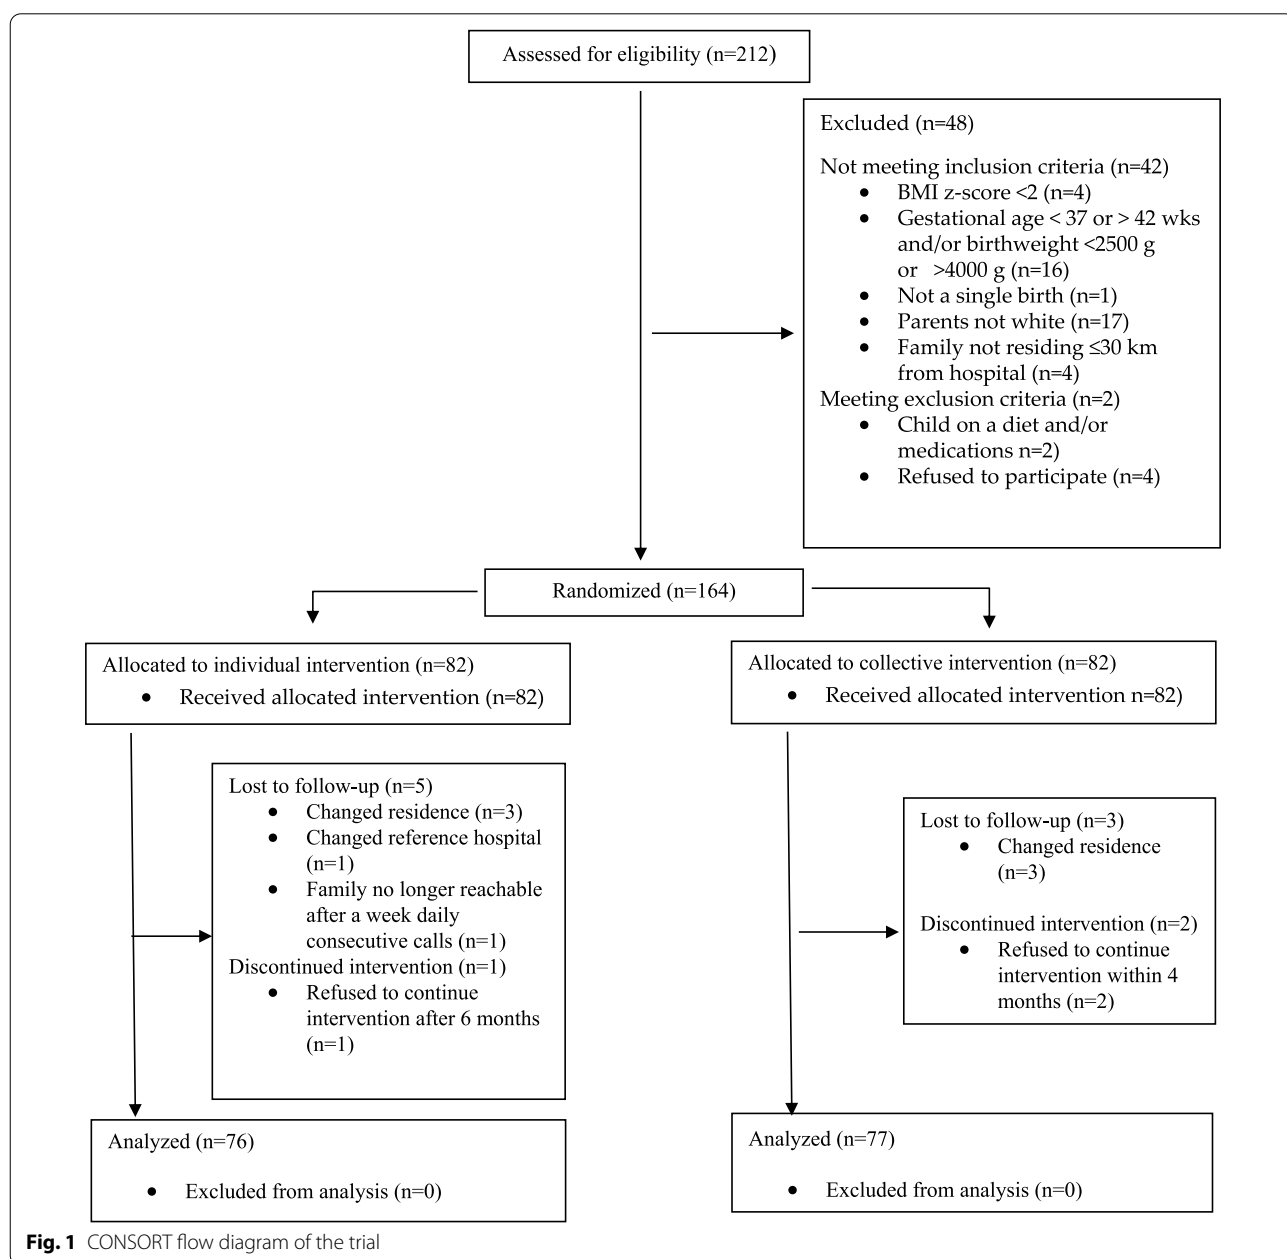 Assessed for eligibility (n=212)
Excluded (n=48)
Not meeting inclusion criteria (n=42)
• BMI z-score <2 (n=4)
• Gestational age < 37 or > 42 wks
and/or birthweight <2500 g
or >4000 g (n=16)
• Not a single birth (n=1)
• Parents not white (n=17)
• Family not residing ≤30 km
from hospital (n=4)
Meeting exclusion criteria (n=2)
• Child on a diet and/or
medications n=2)
• Refused to participate (n=4)
Randomized (n=164)
Allocated to individual intervention (n=82)
• Received allocated intervention (n=82)
Allocated to collective intervention (n=82)
• Received allocated intervention n=82)
Lost to follow-up (n=5)
• Changed residence (n=3)
• Changed reference hospital
(n=1)
• Family no longer reachable
after a week daily
consecutive calls (n=1)
Discontinued intervention (n=1)
• Refused to continue
intervention after 6 months
(n=1)
Lost to follow-up (n=3)
• Changed residence
(n=3)
Discontinued intervention (n=2)
• Refused to continue
intervention within 4
months (n=2)
Analyzed (n=76)
• Excluded from analysis (n=0)
Analyzed (n=77)
• Excluded from analysis (n=0)
Fig. 1 CONSORT flow diagram of the trial